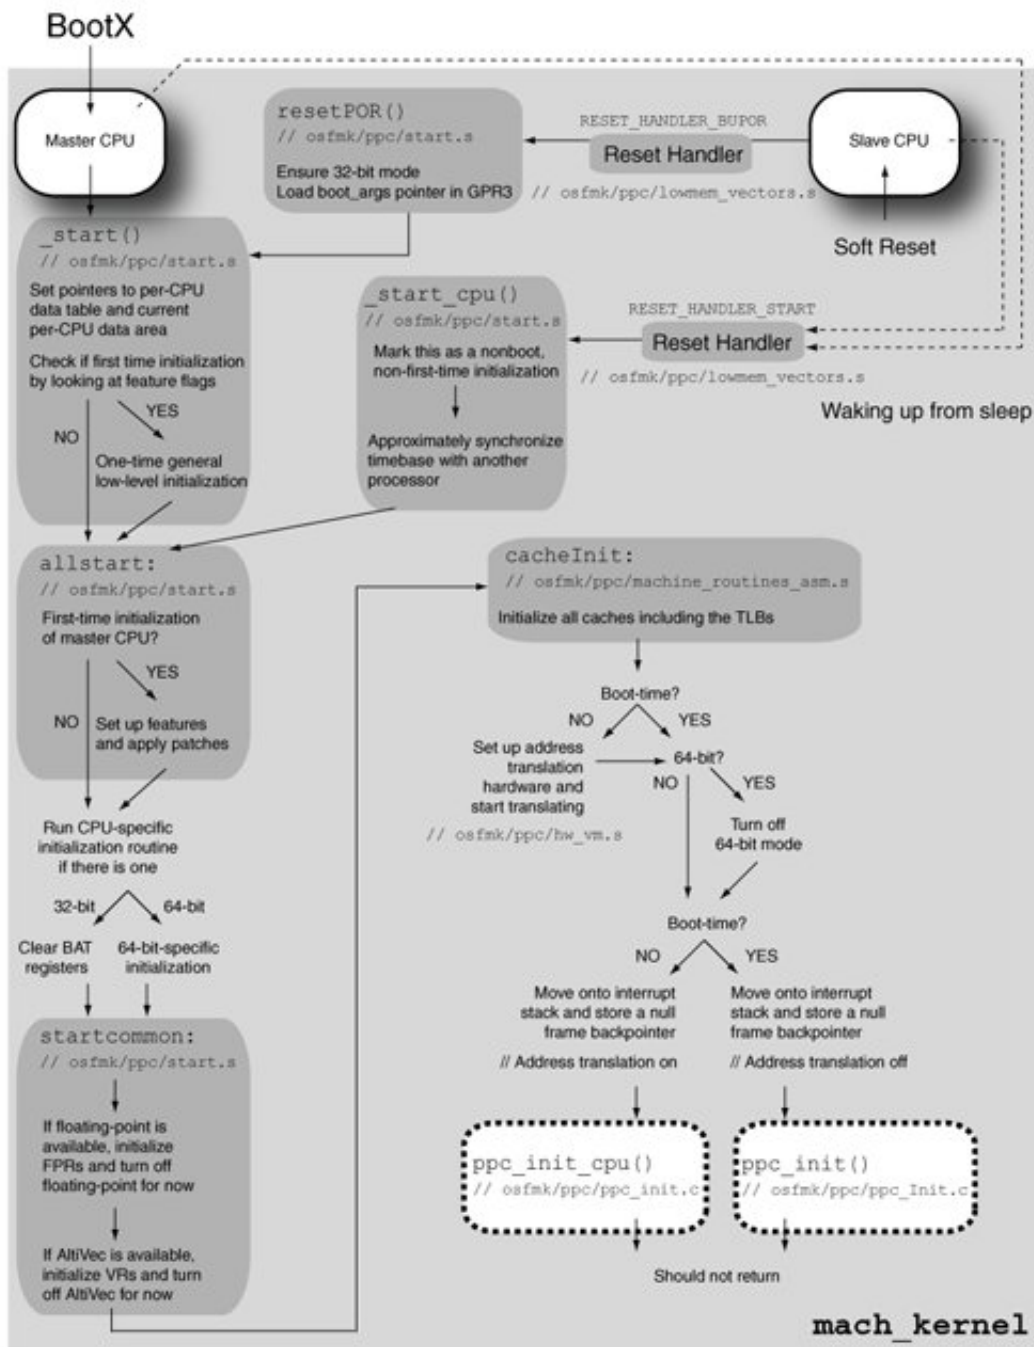 BootX
Master CPU
resetPOR()
// osfmk/ppc/start.s
Ensure 32-bit mode
Load boot_args pointer in GPR3
RESET_HANDLER_BUPOR
Reset Handler
// osfmk/ppc/lowmem_vectors.s
Slave CPU
Soft Reset
_start()
// osfmk/ppc/start.s
Set pointers to per-CPU
data table and current
per-CPU data area
Check if first time initialization
by looking at feature flags
YES
NO
One-time general
low-level initialization
_start_cpu()
// osfmk/ppc/start.s
Mark this as a nonboot,
non-first-time initialization
Approximately synchronize
timebase with another
processor
RESET_HANDLER_START
Reset Handler
// osfmk/ppc/lowmem_vectors.s
Waking up from sleep
allstart:
// osfmk/ppc/start.s
First-time initialization
of master CPU?
YES
NO
Set up features
and apply patches
Run CPU-specific
initialization routine
if there is one
32-bit
64-bit
Clear BAT
registers
64-bit-specific
initialization
startcommon:
// osfmk/ppc/start.s
If floating-point is
available, initialize
FPRs and turn off
floating-point for now
If AltiVec is available,
initialize VRs and turn
off AltiVec for now
cacheInit:
// osfmk/ppc/machine_routines_asm.s
Initialize all caches including the TLBs
Boot-time?
NO
YES
Set up address
translation
hardware and
start translating
// osfmk/ppc/hw_vm.s
64-bit?
NO
YES
Turn off
64-bit mode
Boot-time?
NO
YES
Move onto interrupt
stack and store a null
frame backpointer
// Address translation on
Move onto interrupt
stack and store a null
frame backpointer
// Address translation off
ppc_init_cpu()
// osfmk/ppc/ppc_init.c
ppc_init()
// osfmk/ppc/ppc_Init.c
Should not return
mach_kernel